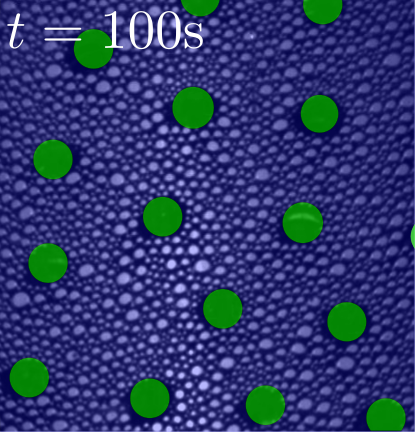 t = 100s